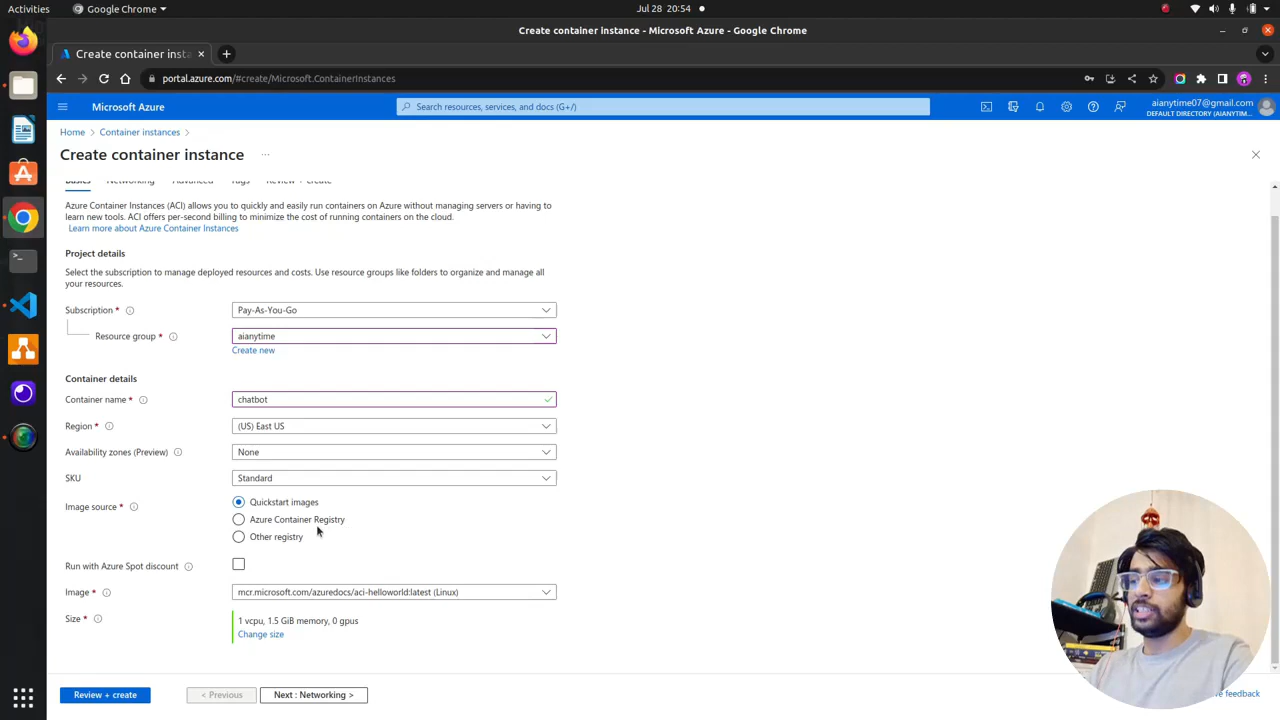 Activities
Google Chrome
Jul 28 20:54
Create container instance - Microsoft Azure - Google Chrome
Create container insta
portal.azure.com/#create/Microsoft.ContainerInstances
Microsoft Azure
Search resources, services, and docs (G+/)
aianytime07@gmail.com
DEFAULT DIRECTORY (AIANYTIM...
Home > Container instances >
Create container instance ...
Basics Networking Advanced Tags Review + create
Azure Container Instances (ACI) allows you to quickly and easily run containers on Azure without managing servers or having to
learn new tools. ACI offers per-second billing to minimize the cost of running containers on the cloud.
Learn more about Azure Container Instances
Project details
Select the subscription to manage deployed resources and costs. Use resource groups like folders to organize and manage all
your resources.
Subscription * Pay-As-You-Go
Resource group * aianytime
Create new
Container details
Container name * chatbot
Region * (US) East US
Availability zones (Preview) None
SKU Standard
Image source * Quickstart images
Azure Container Registry
Other registry
Run with Azure Spot discount
Image * mcr.microsoft.com/azuredocs/aci-helloworld:latest (Linux)
Size * 1 vcpu, 1.5 GiB memory, 0 gpus
Change size
Review + create < Previous Next : Networking > feedback